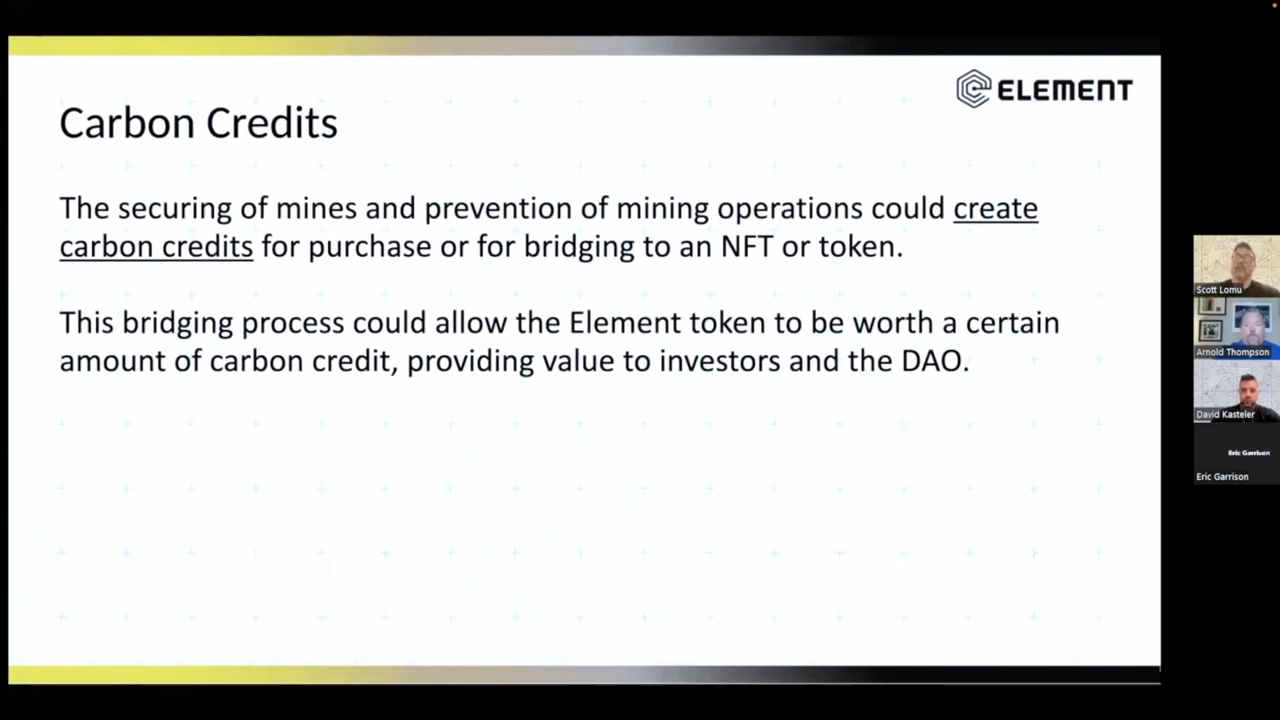 ELEMENT
Carbon Credits
The securing of mines and prevention of mining operations could create
carbon credits for purchase or for bridging to an NFT or token.
This bridging process could allow the Element token to be worth a certain
amount of carbon credit, providing value to investors and the DAO.
Scott Lomu
Arnold Thompson
David Kasteler
Eric Garrison
Eric Garrison